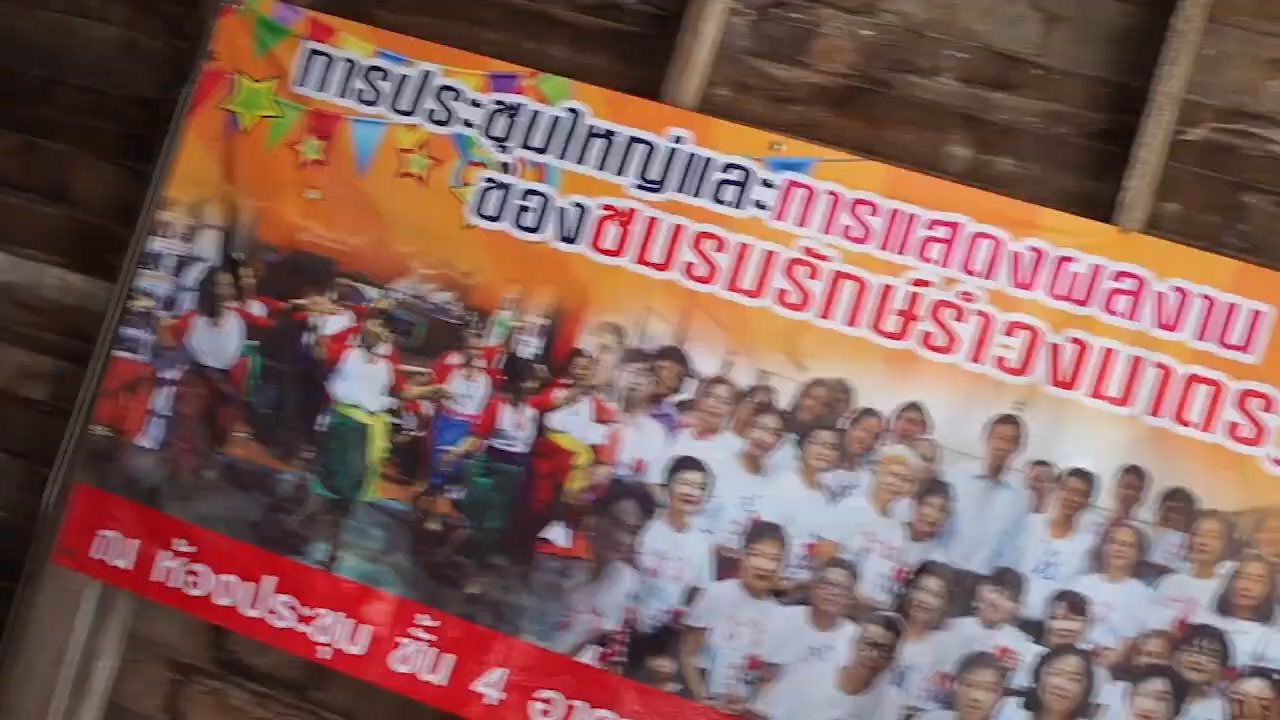 การประชุมใหญ่และการแสดงผลงาน
ของชมรมรักษ์รำวงมาตร
ณ ห้องประชุม ชั้น 4